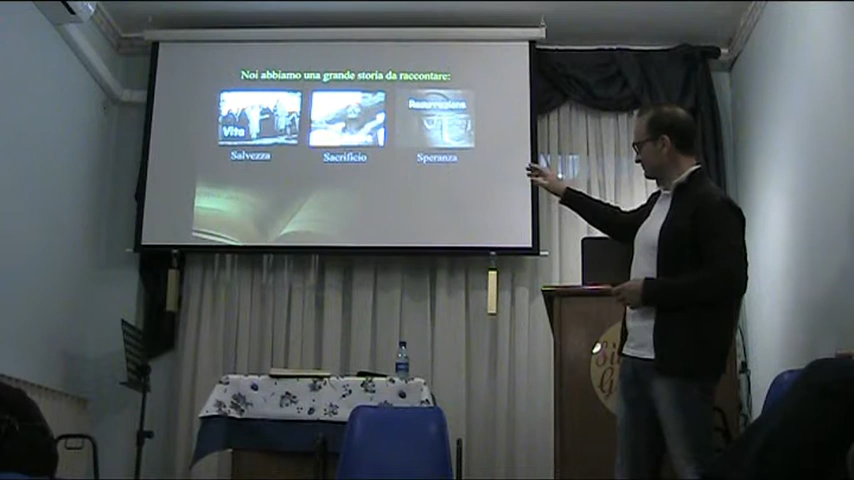 Noi abbiamo una grande storia da raccontare:
Vita
Resurrezione
Salvezza Sacrificio Speranza